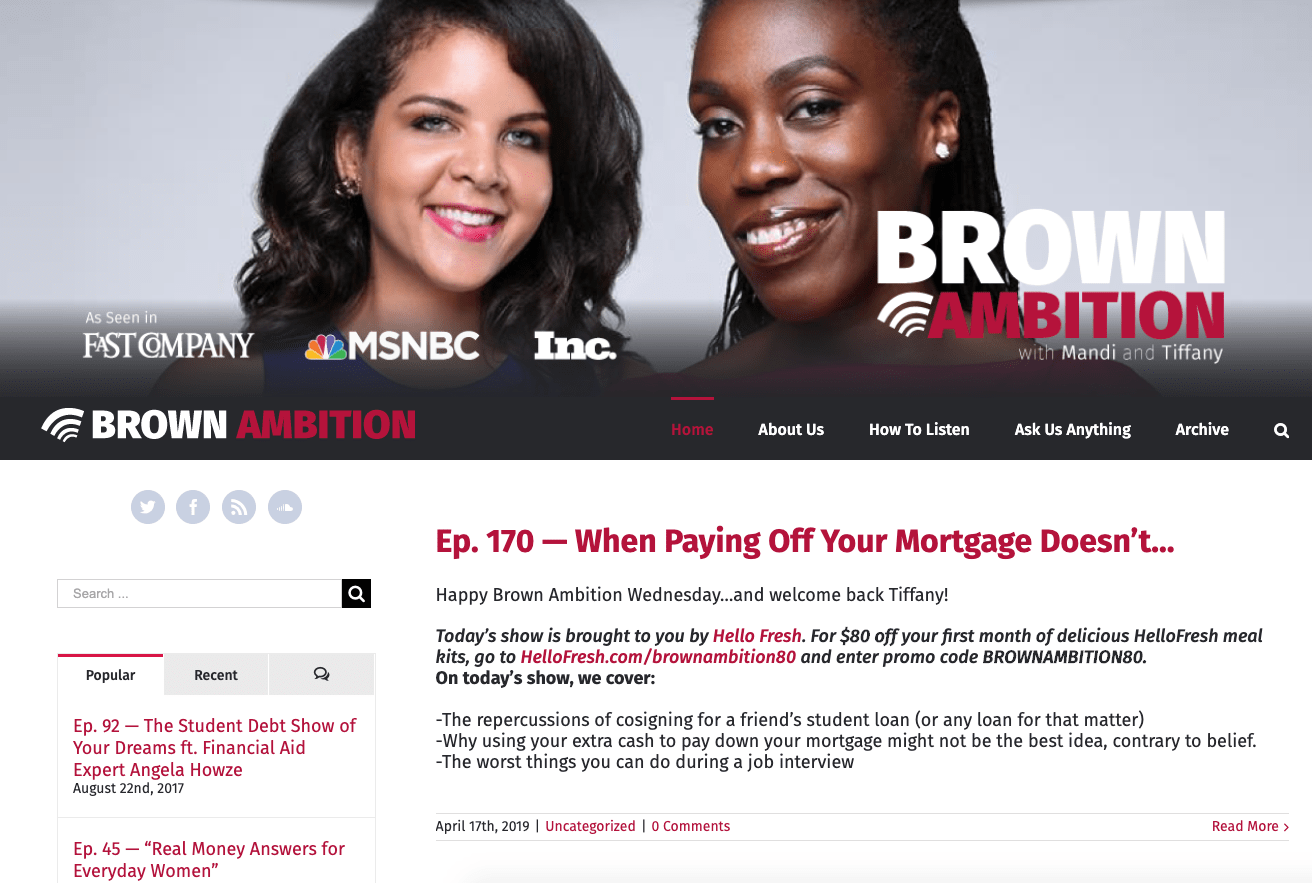 As Seen in
FAST COMPANY
MSNBC
Inc.
BROWN
AMBITION
with Mandi and Tiffany
BROWN AMBITION
Home
About Us
How To Listen
Ask Us Anything
Archive
Search ...
Popular
Recent
Ep. 92 — The Student Debt Show of
Your Dreams ft. Financial Aid
Expert Angela Howze
August 22nd, 2017
Ep. 45 — “Real Money Answers for
Everyday Women”
Ep. 170 — When Paying Off Your Mortgage Doesn’t…
Happy Brown Ambition Wednesday…and welcome back Tiffany!
Today’s show is brought to you by Hello Fresh. For $80 off your first month of delicious HelloFresh meal
kits, go to HelloFresh.com/brownambition80 and enter promo code BROWNAMBITION80.
On today’s show, we cover:
-The repercussions of cosigning for a friend’s student loan (or any loan for that matter)
-Why using your extra cash to pay down your mortgage might not be the best idea, contrary to belief.
-The worst things you can do during a job interview
April 17th, 2019 | Uncategorized | 0 Comments
Read More >